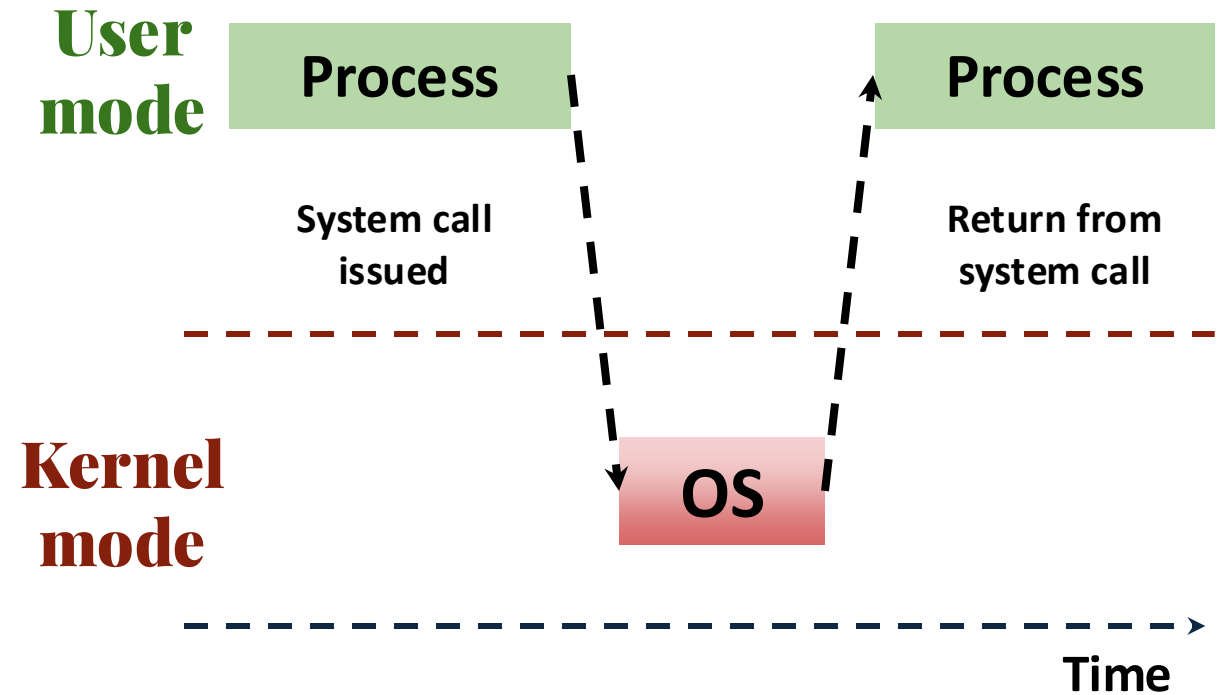 User
mode
Process
Process
System call
issued
Return from
system call
Kernel
mode
OS
Time